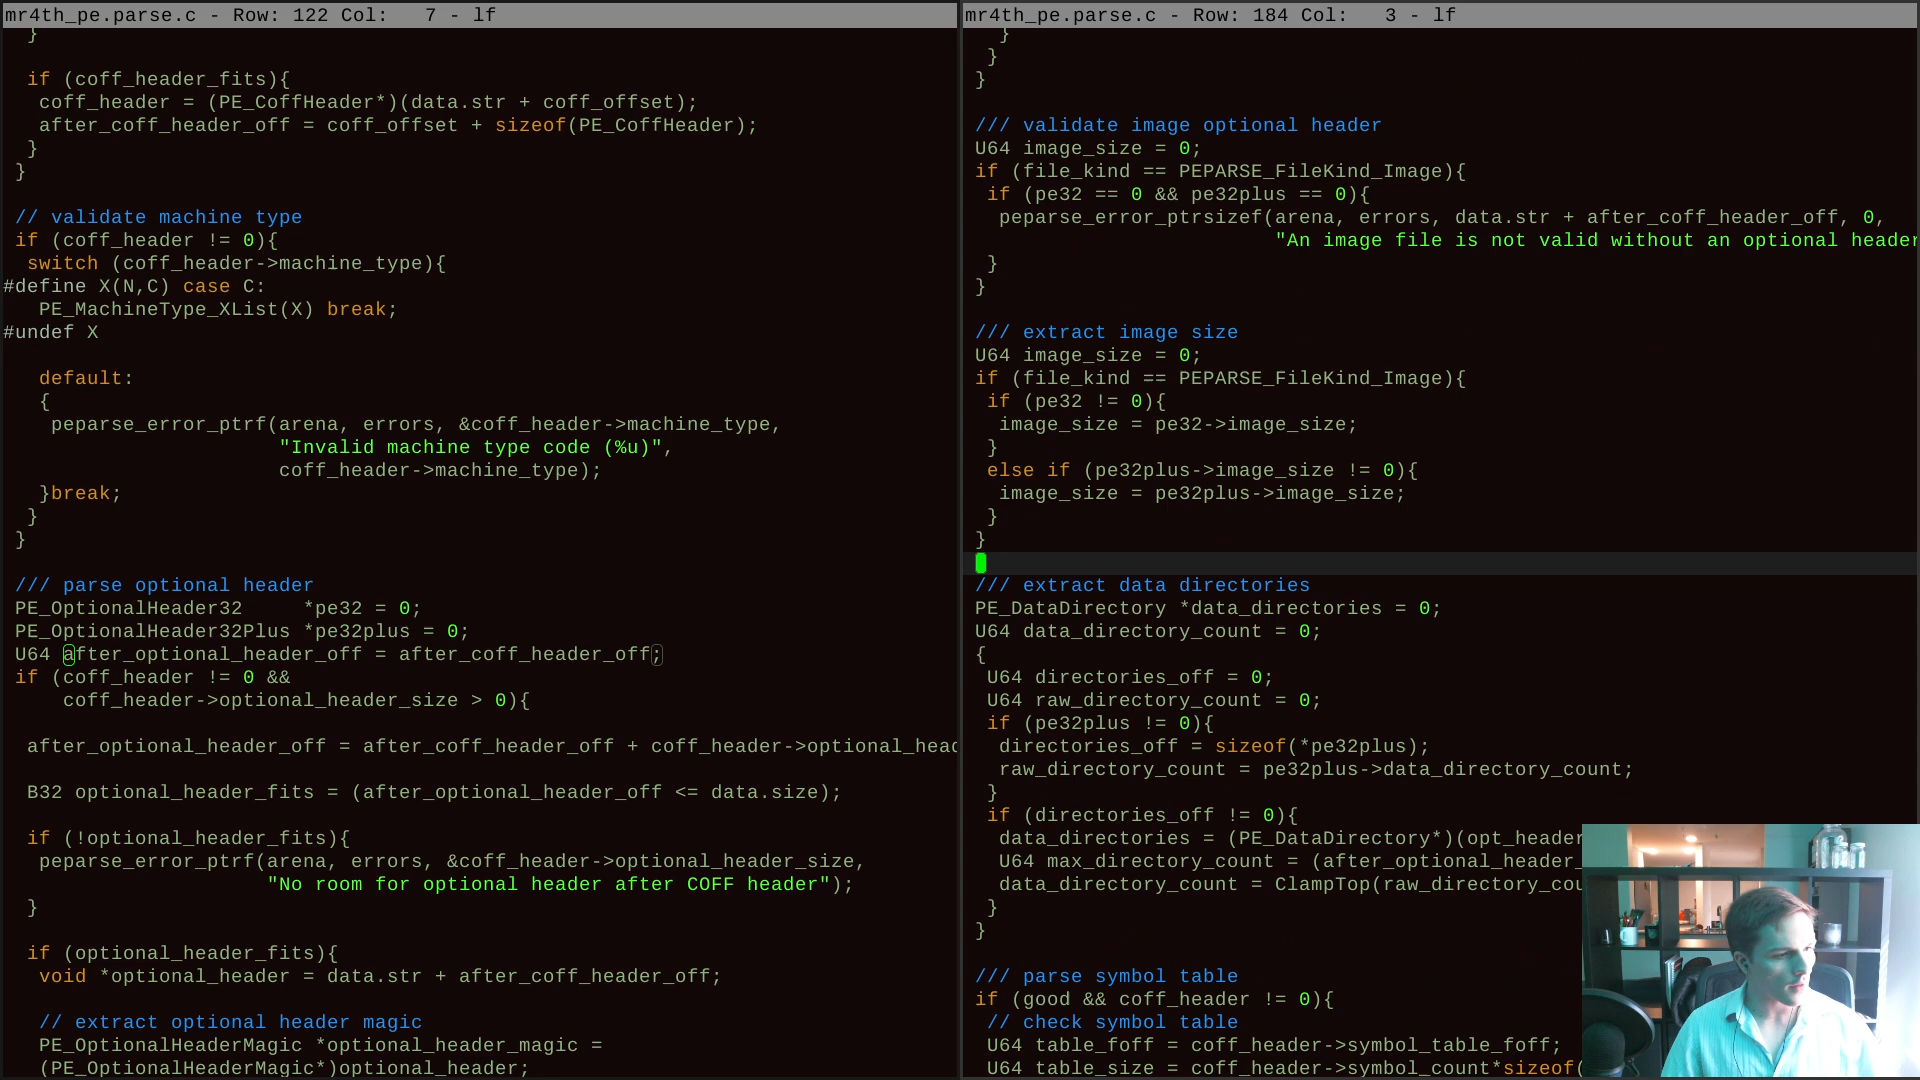 mr4th_pe.parse.c - Row: 122 Col:   7 - lf
  }

  if (coff_header_fits){
   coff_header = (PE_CoffHeader*)(data.str + coff_offset);
   after_coff_header_off = coff_offset + sizeof(PE_CoffHeader);
  }
 }

 // validate machine type
 if (coff_header != 0){
  switch (coff_header->machine_type){
#define X(N,C) case C:
   PE_MachineType_XList(X) break;
#undef X

   default:
   {
    peparse_error_ptrf(arena, errors, &coff_header->machine_type,
                       "Invalid machine type code (%u)",
                       coff_header->machine_type);
   }break;
  }
 }

 /// parse optional header
 PE_OptionalHeader32     *pe32 = 0;
 PE_OptionalHeader32Plus *pe32plus = 0;
 U64 after_optional_header_off = after_coff_header_off;
 if (coff_header != 0 &&
     coff_header->optional_header_size > 0){

  after_optional_header_off = after_coff_header_off + coff_header->optional_head

  B32 optional_header_fits = (after_optional_header_off <= data.size);

  if (!optional_header_fits){
   peparse_error_ptrf(arena, errors, &coff_header->optional_header_size,
                      "No room for optional header after COFF header");
  }

  if (optional_header_fits){
   void *optional_header = data.str + after_coff_header_off;

   // extract optional header magic
   PE_OptionalHeaderMagic *optional_header_magic =
   (PE_OptionalHeaderMagic*)optional_header;
mr4th_pe.parse.c - Row: 184 Col:   3 - lf
   }
  }
 }

 /// validate image optional header
 U64 image_size = 0;
 if (file_kind == PEPARSE_FileKind_Image){
  if (pe32 == 0 && pe32plus == 0){
   peparse_error_ptrsizef(arena, errors, data.str + after_coff_header_off, 0,
                          "An image file is not valid without an optional header
  }
 }

 /// extract image size
 U64 image_size = 0;
 if (file_kind == PEPARSE_FileKind_Image){
  if (pe32 != 0){
   image_size = pe32->image_size;
  }
  else if (pe32plus->image_size != 0){
   image_size = pe32plus->image_size;
  }
 }

 /// extract data directories
 PE_DataDirectory *data_directories = 0;
 U64 data_directory_count = 0;
 {
  U64 directories_off = 0;
  U64 raw_directory_count = 0;
  if (pe32plus != 0){
   directories_off = sizeof(*pe32plus);
   raw_directory_count = pe32plus->data_directory_count;
  }
  if (directories_off != 0){
   data_directories = (PE_DataDirectory*)(opt_header
   U64 max_directory_count = (after_optional_header_
   data_directory_count = ClampTop(raw_directory_cou
  }
 }

 /// parse symbol table
 if (good && coff_header != 0){
  // check symbol table
  U64 table_foff = coff_header->symbol_table_foff;
  U64 table_size = coff_header->symbol_count*sizeof(